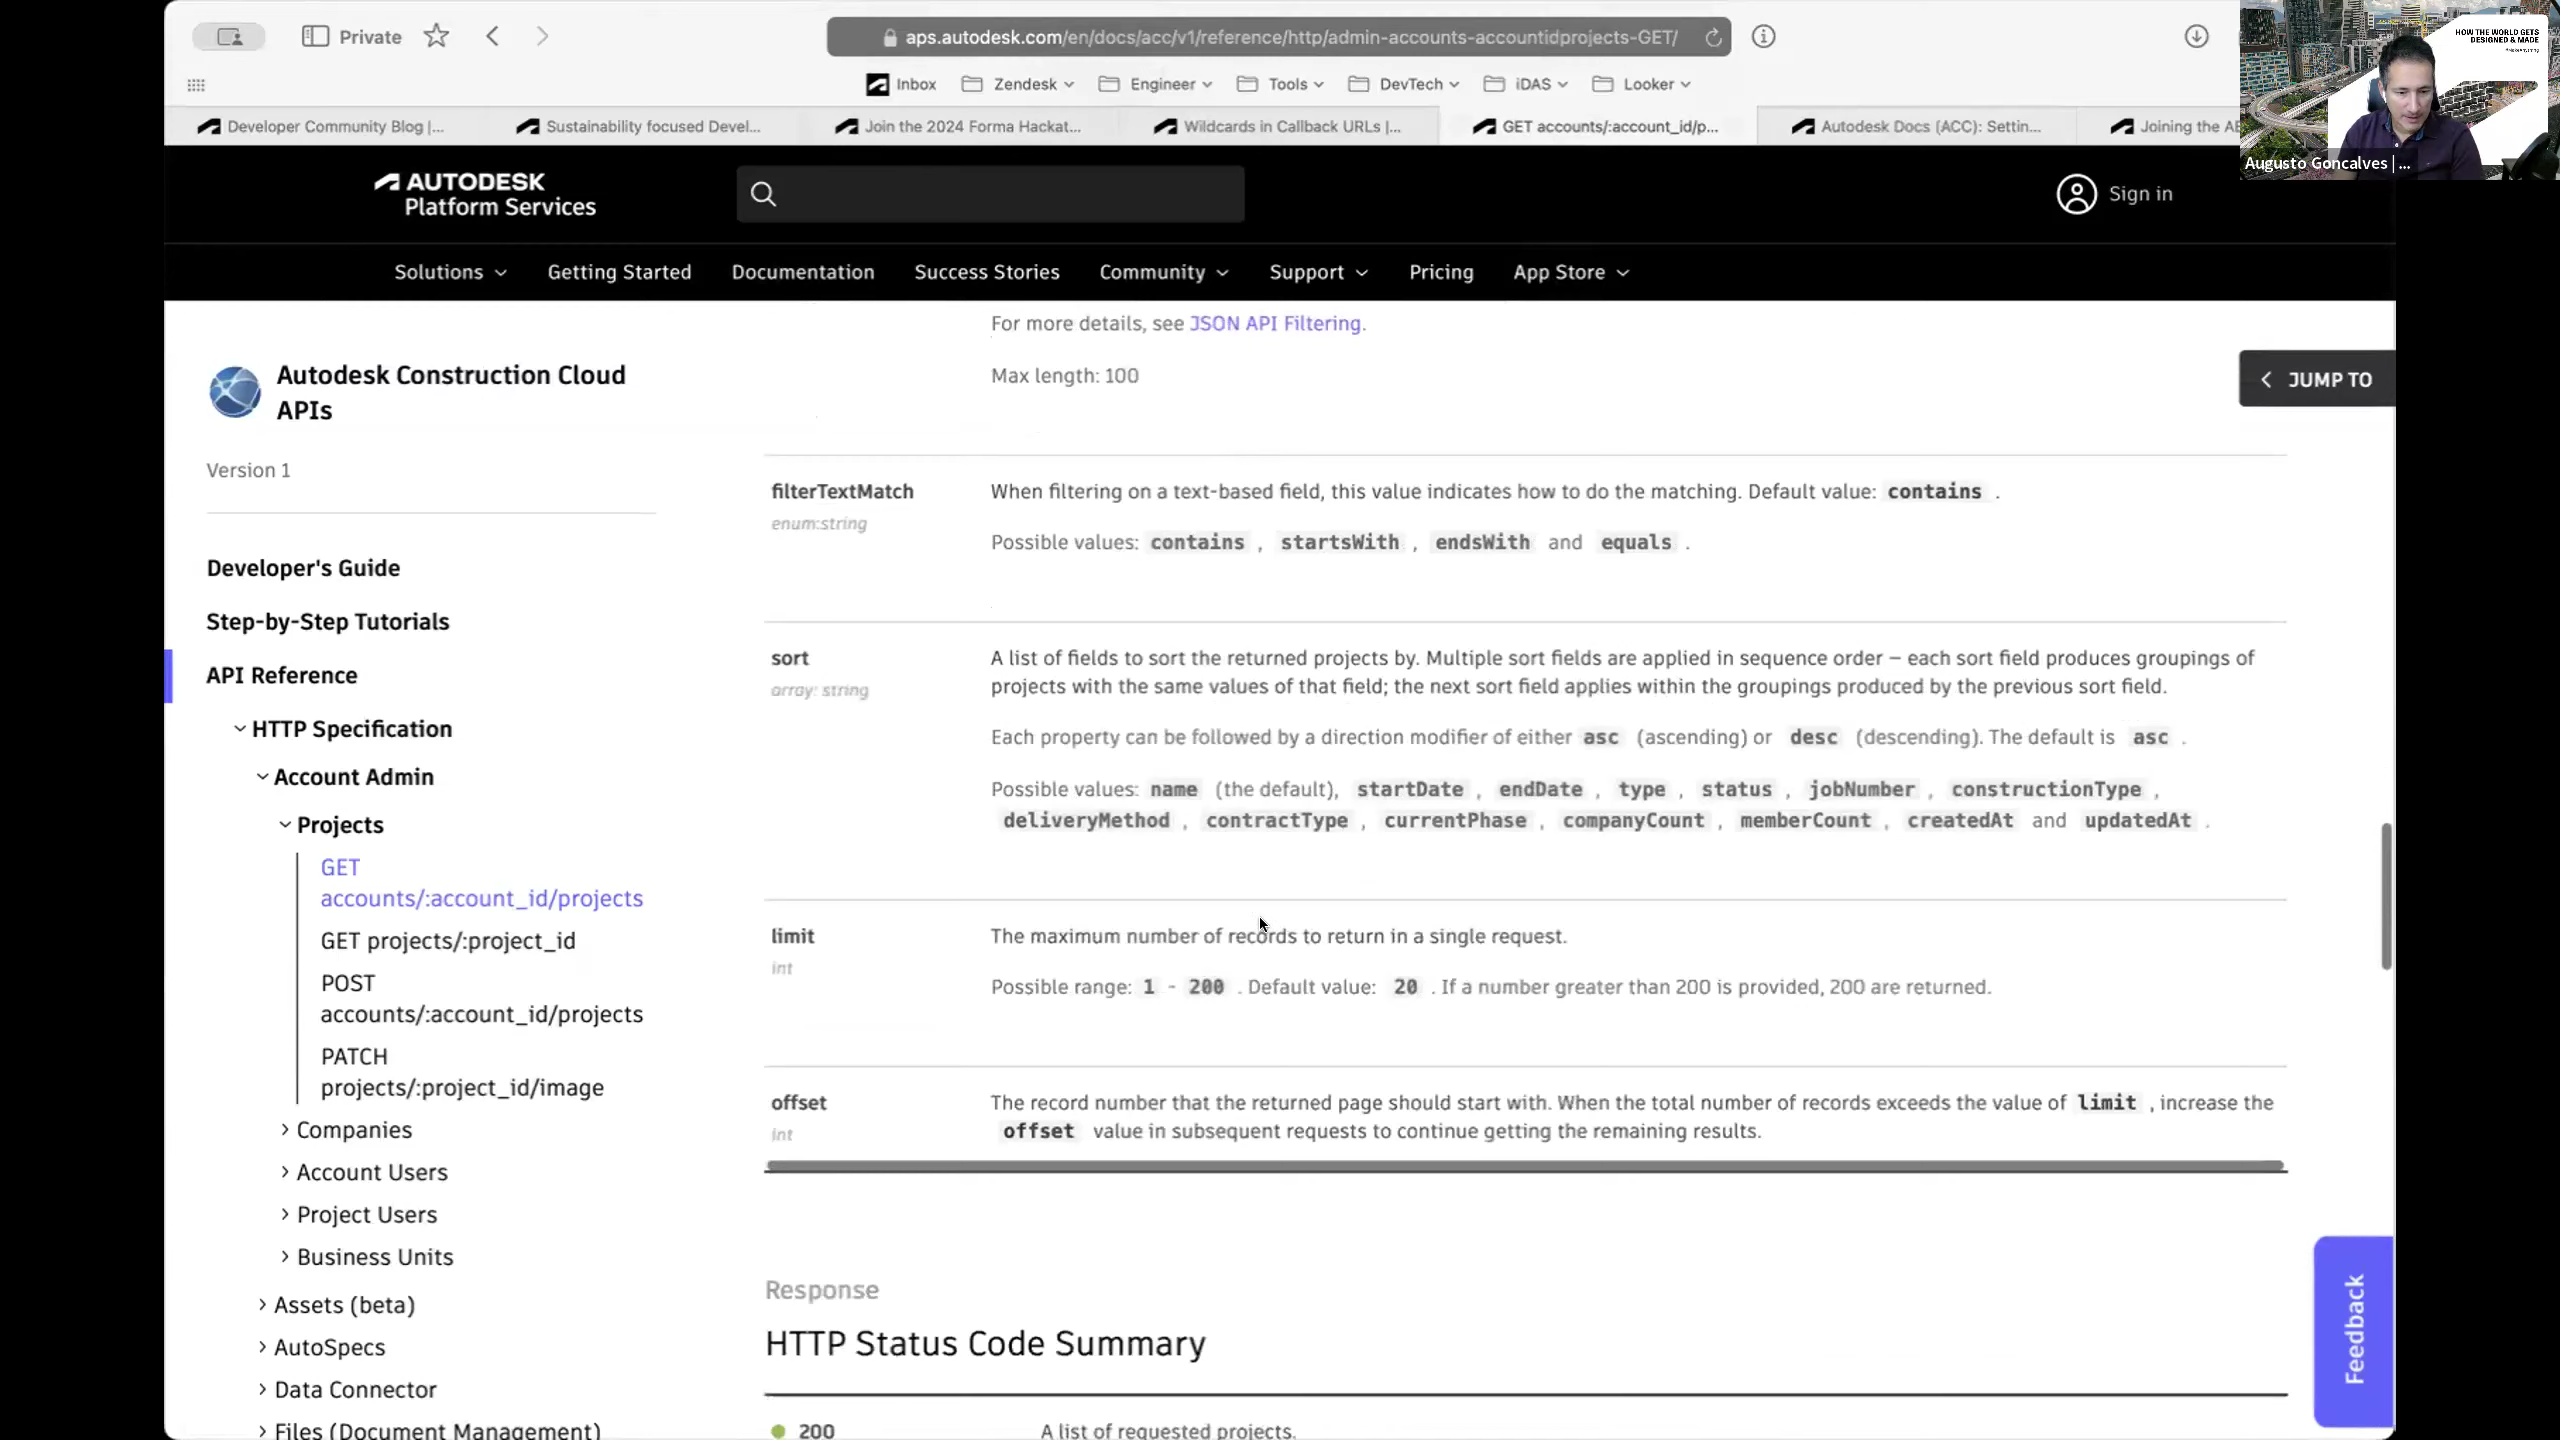 Private
aps.autodesk.com/en/docs/acc/v1/reference/http/admin-accounts-accountidprojects-GET/
Inbox
Zendesk
Engineer
Tools
DevTech
iDAS
Looker
Developer Community Blog |...
Sustainability focused Devel...
Join the 2024 Forma Hackat...
Wildcards in Callback URLs |...
GET accounts/:account_id/p...
Autodesk Docs (ACC): Settin...
Joining the AE
HOW THE WORLD GETS
DESIGNED & MADE
Augusto Goncalves | ...
AUTODESK
Platform Services
Sign in
Solutions
Getting Started
Documentation
Success Stories
Community
Support
Pricing
App Store
Autodesk Construction Cloud
APIs
Version 1
Developer's Guide
Step-by-Step Tutorials
API Reference
HTTP Specification
Account Admin
Projects
GET
accounts/:account_id/projects
GET projects/:project_id
POST
accounts/:account_id/projects
PATCH
projects/:project_id/image
Companies
Account Users
Project Users
Business Units
Assets (beta)
AutoSpecs
Data Connector
Files (Document Management)
For more details, see JSON API Filtering.
Max length: 100
JUMP TO
filterTextMatch
enum:string
When filtering on a text-based field, this value indicates how to do the matching. Default value: contains .
Possible values: contains , startsWith , endsWith and equals .
sort
array: string
A list of fields to sort the returned projects by. Multiple sort fields are applied in sequence order – each sort field produces groupings of
projects with the same values of that field; the next sort field applies within the groupings produced by the previous sort field.
Each property can be followed by a direction modifier of either asc (ascending) or desc (descending). The default is asc .
Possible values: name (the default), startDate , endDate , type , status , jobNumber , constructionType ,
deliveryMethod , contractType , currentPhase , companyCount , memberCount , createdAt and updatedAt .
limit
int
The maximum number of records to return in a single request.
Possible range: 1 - 200 . Default value: 20 . If a number greater than 200 is provided, 200 are returned.
offset
int
The record number that the returned page should start with. When the total number of records exceeds the value of limit , increase the
offset value in subsequent requests to continue getting the remaining results.
Response
HTTP Status Code Summary
200
A list of requested projects.
Feedback